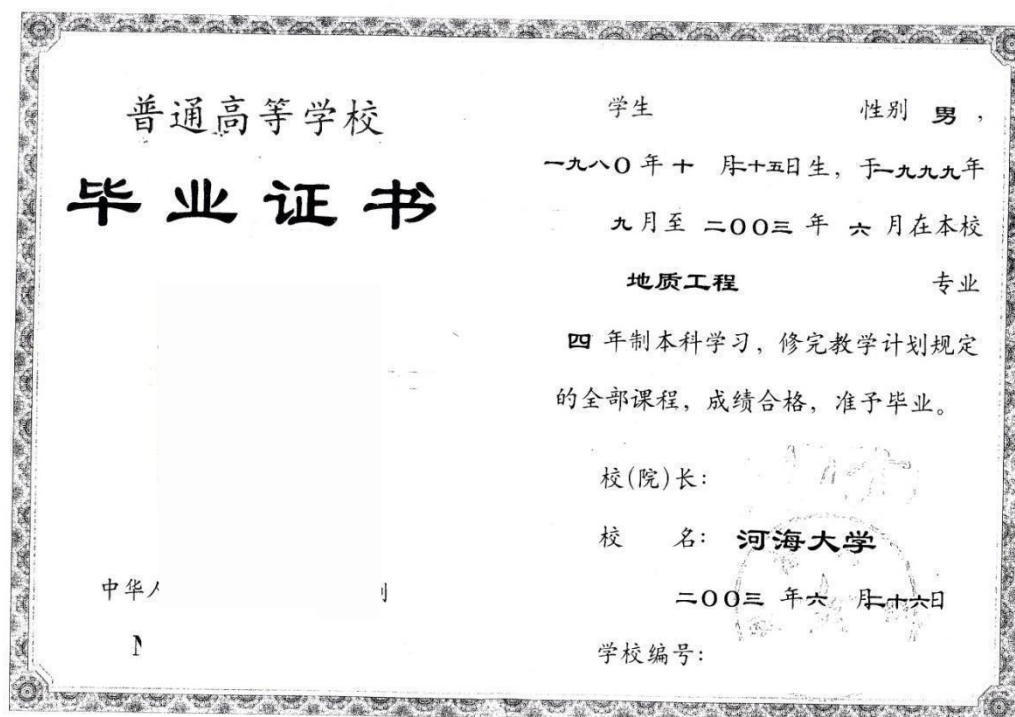 普通高等学校
毕业证书
中华
学生 性别 男，
一九八〇年十 月二十五日生，于一九九九年
九月至 二〇〇三 年 六 月在本校
地质工程 专业
四 年制本科学习，修完教学计划规定
的全部课程，成绩合格，准予毕业。
校(院)长：
校 名：河海大学
二〇〇三 年六 月二十六日
学校编号：